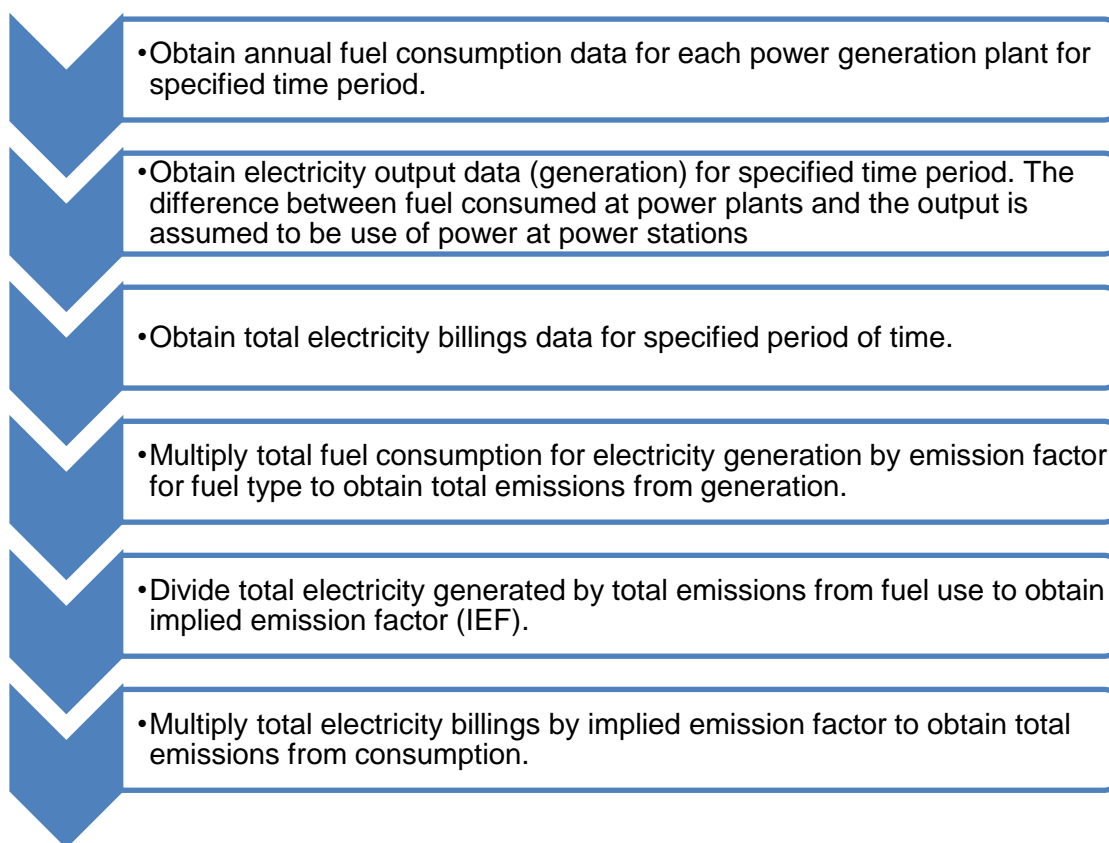 •Obtain annual fuel consumption data for each power generation plant for
specified time period.
•Obtain electricity output data (generation) for specified time period. The
difference between fuel consumed at power plants and the output is
assumed to be use of power at power stations
•Obtain total electricity billings data for specified period of time.
•Multiply total fuel consumption for electricity generation by emission factor
for fuel type to obtain total emissions from generation.
•Divide total electricity generated by total emissions from fuel use to obtain
implied emission factor (IEF).
•Multiply total electricity billings by implied emission factor to obtain total
emissions from consumption.